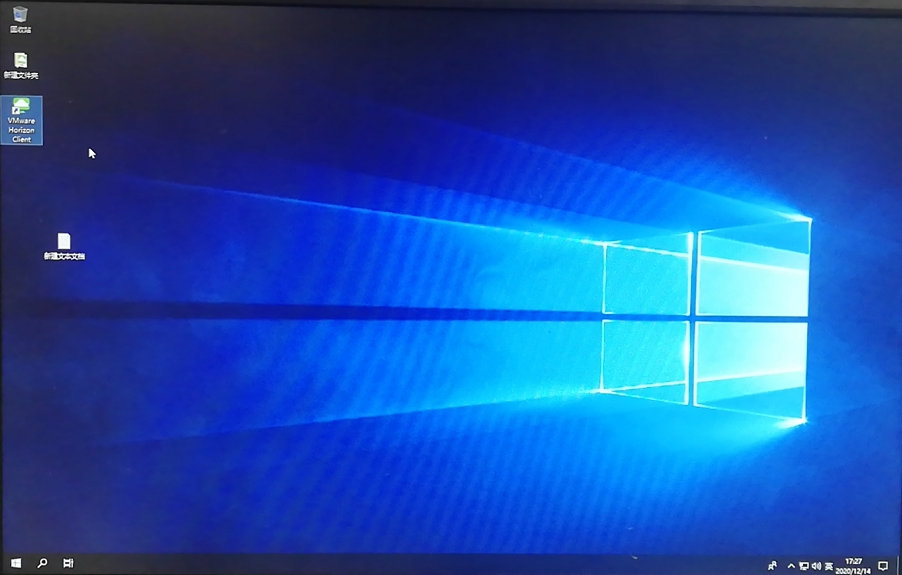 回收站
新建文件夹
VMware
Horizon
Client
新建文本文档
英
17:27
2020/12/14